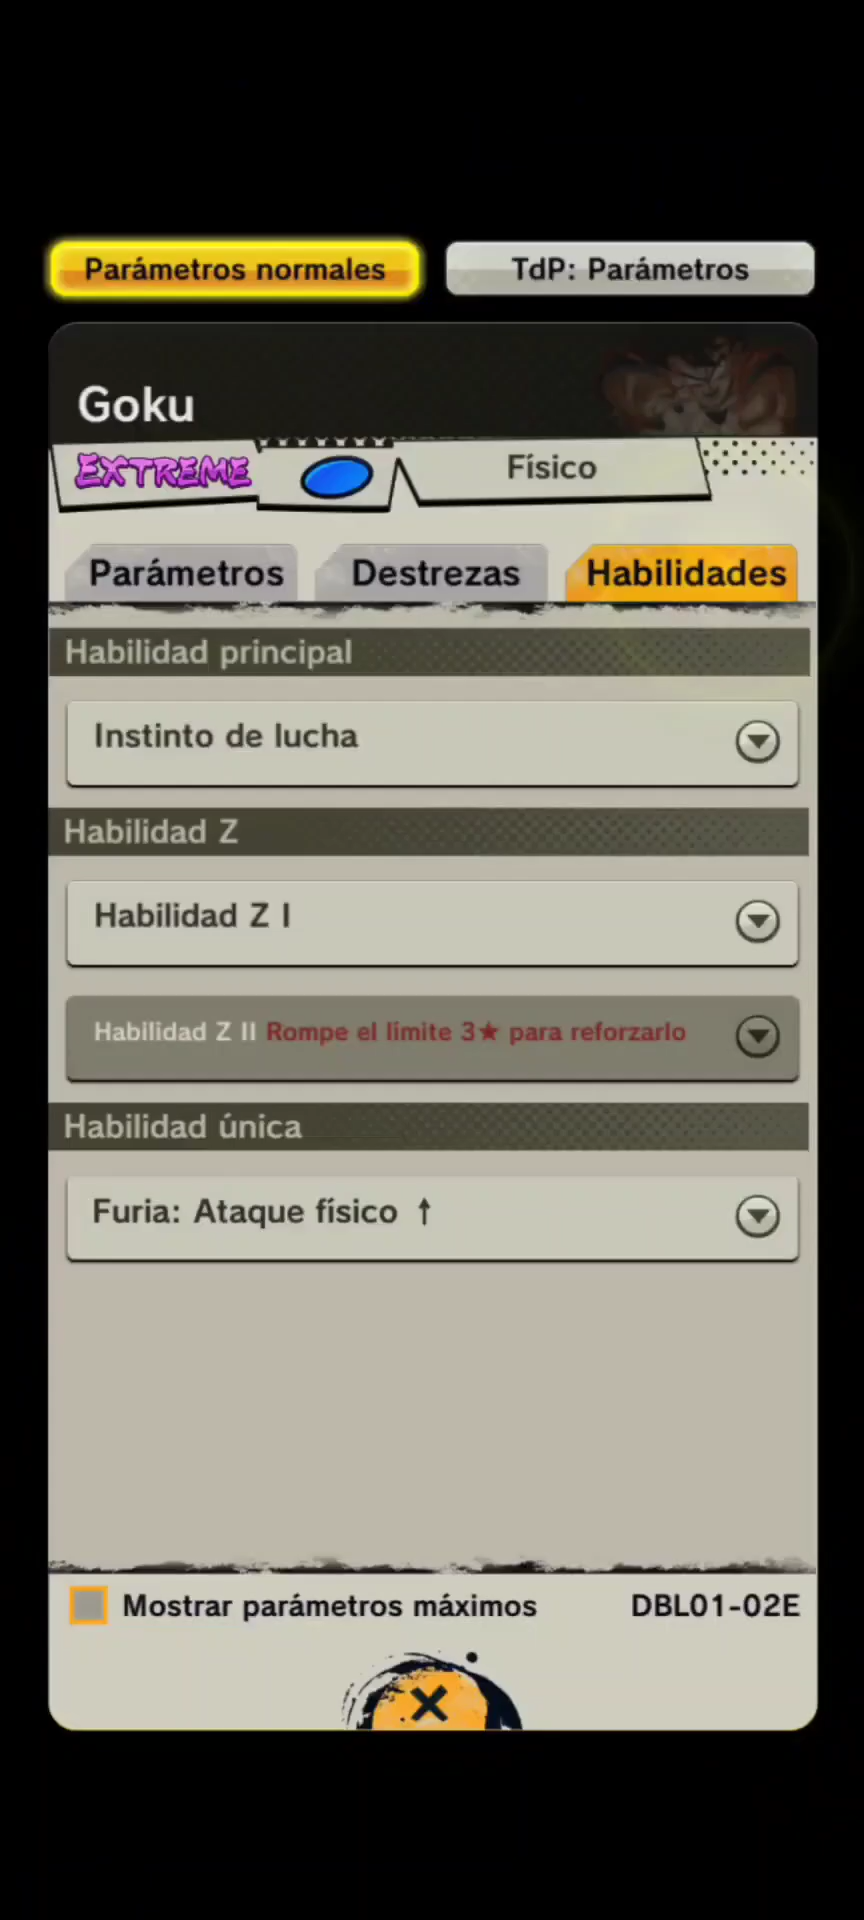 Parámetros normales
TdP: Parámetros
Goku
EXTREME
Físico
Parámetros
Destrezas
Habilidades
Habilidad principal
Instinto de lucha
Habilidad Z
Habilidad Z I
Habilidad Z II Rompe el límite 3★ para reforzarlo
Habilidad única
Furia: Ataque físico ↑
Mostrar parámetros máximos
DBL01-02E